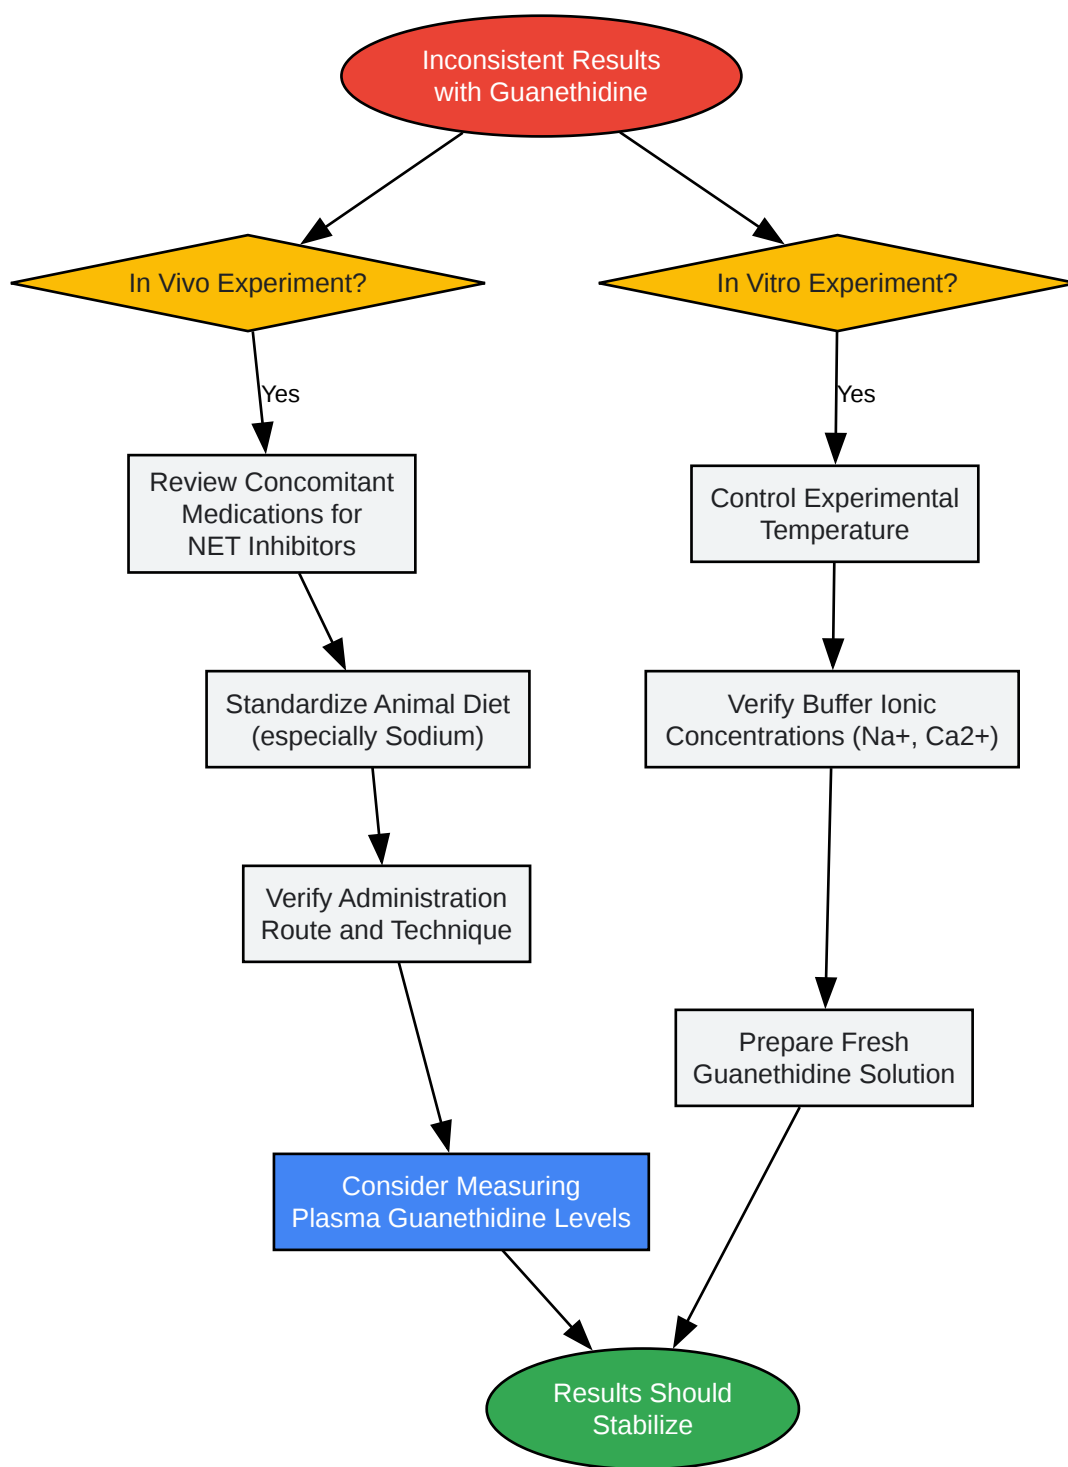 Inconsistent Results
with Guanethidine
In Vivo Experiment?
In Vitro Experiment?
Yes
Yes
Review Concomitant
Medications for
NET Inhibitors
Control Experimental
Temperature
Standardize Animal Diet
(especially Sodium)
Verify Buffer Ionic
Concentrations (Na+, Ca2+)
Verify Administration
Route and Technique
Prepare Fresh
Guanethidine Solution
Consider Measuring
Plasma Guanethidine Levels
Results Should
Stabilize